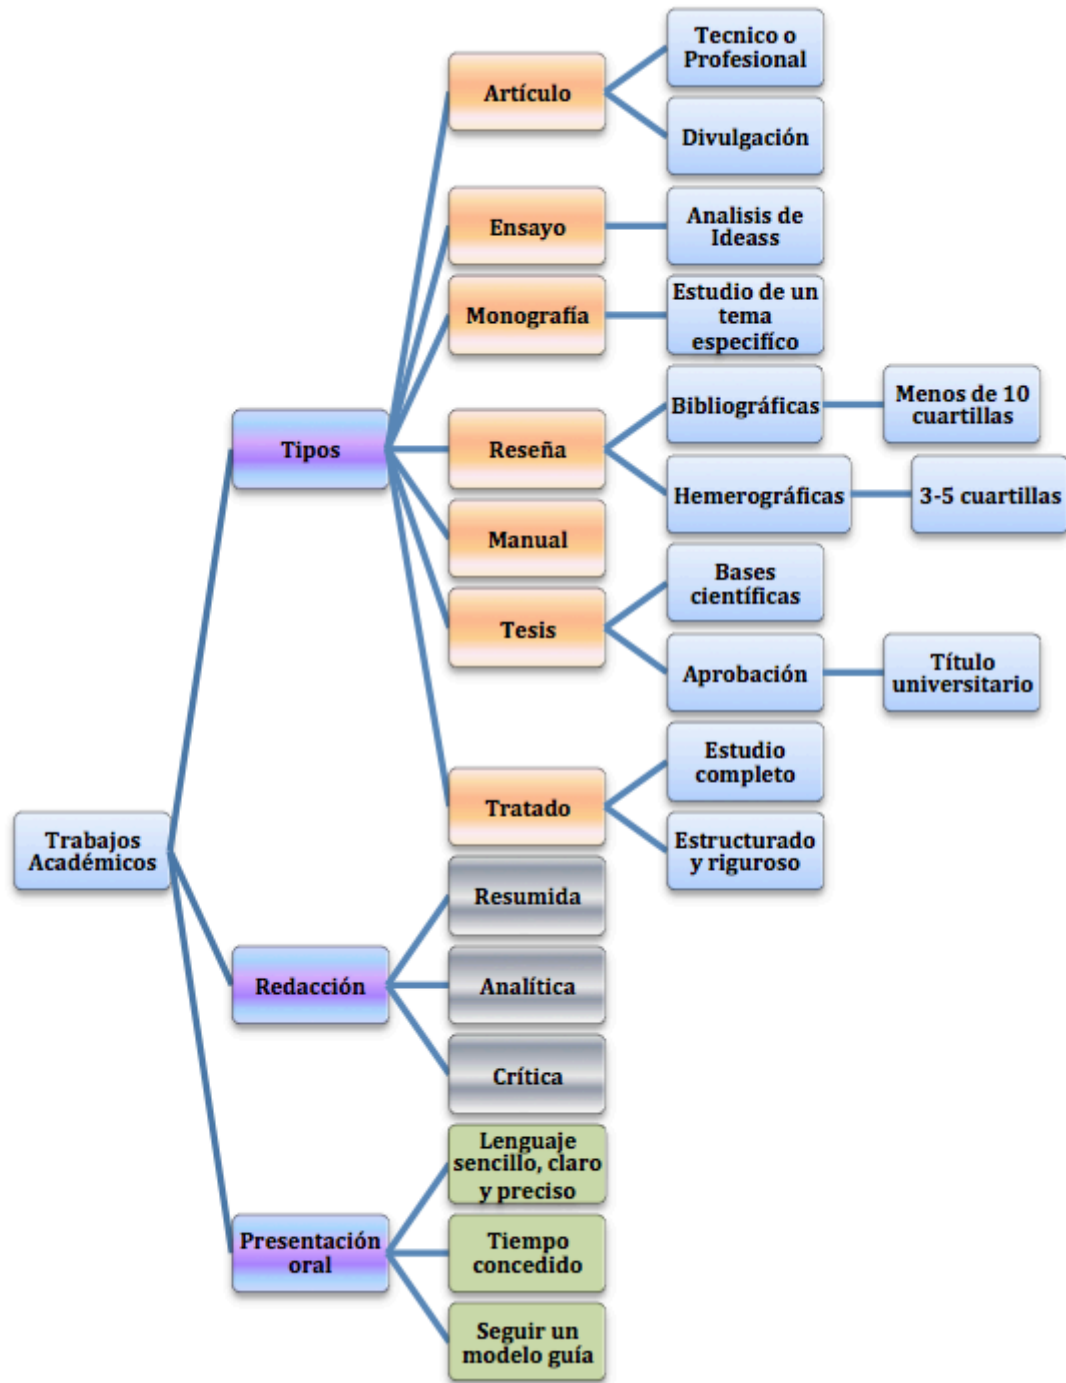 Tecnico o
Profesional
Artículo
Divulgación
Ensayo
Analisis de
Ideass
Monografía
Estudio de un
tema
especifíco
Tipos
Reseña
Bibliográficas
Menos de 10
cuartillas
Hemerográficas
3-5 cuartillas
Manual
Tesis
Bases
científicas
Aprobación
Título
universitario
Tratado
Estudio
completo
Estructurado
y riguroso
Trabajos
Académicos
Redacción
Resumida
Analítica
Crítica
Presentación
oral
Lenguaje
sencillo, claro
y preciso
Tiempo
concedido
Seguir un
modelo guía